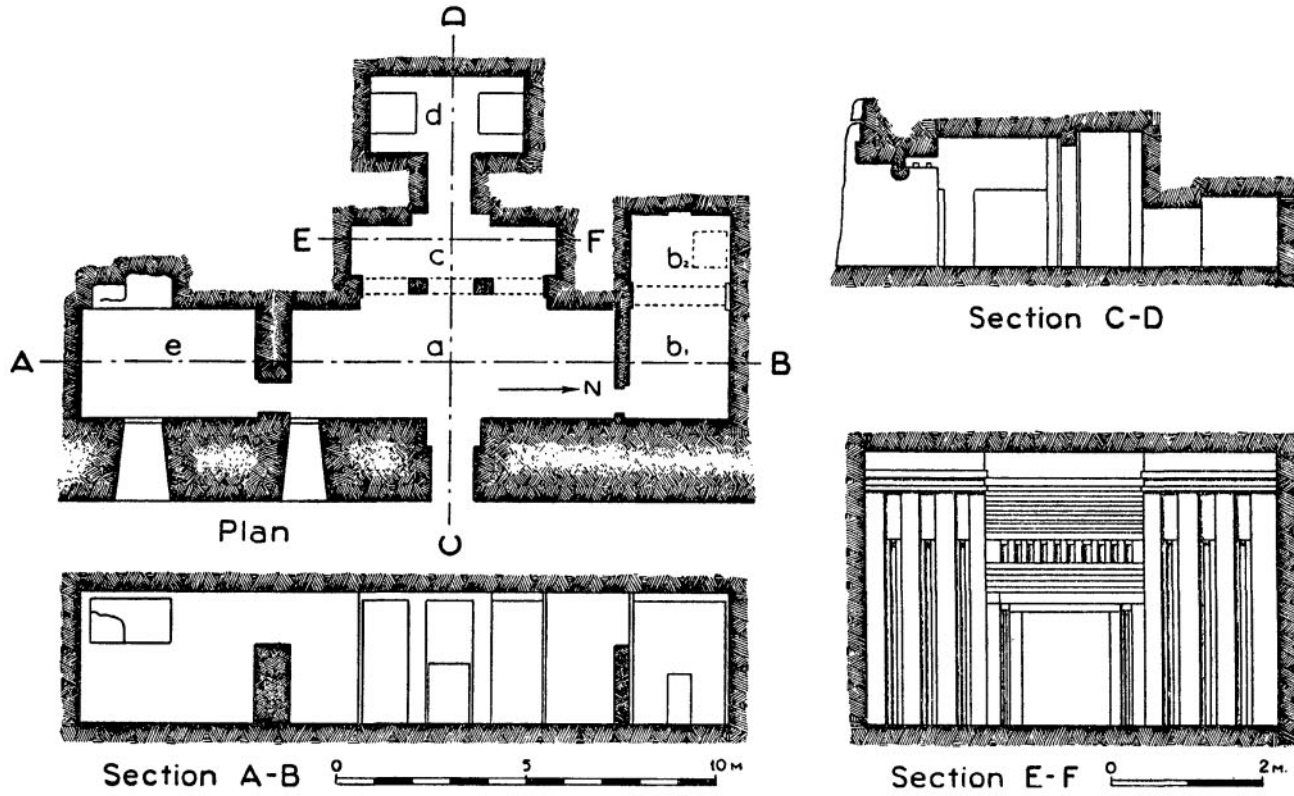 D
d
E F
c
b₂
A e a b₁ B
N
Plan
C
Section A-B 0 5 10 M
Section C-D
Section E-F 0 2 M.